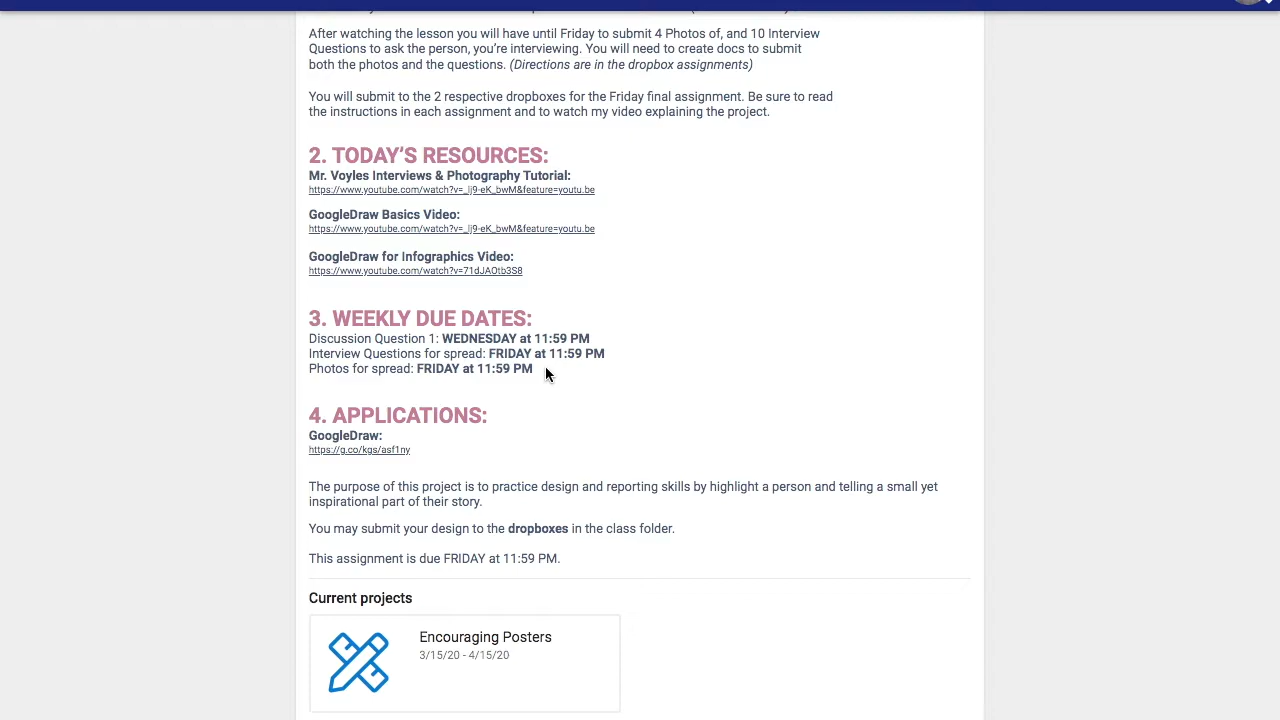 After watching the lesson you will have until Friday to submit 4 Photos of, and 10 Interview
Questions to ask the person, you're interviewing. You will need to create docs to submit
both the photos and the questions. (Directions are in the dropbox assignments)
You will submit to the 2 respective dropboxes for the Friday final assignment. Be sure to read
the instructions in each assignment and to watch my video explaining the project.
2. TODAY'S RESOURCES:
Mr. Voyles Interviews & Photography Tutorial:
https://www.youtube.com/watch?v=_lj9-eK_bwM&feature=youtu.be
GoogleDraw Basics Video:
https://www.youtube.com/watch?v=_lj9-eK_bwM&feature=youtu.be
GoogleDraw for Infographics Video:
https://www.youtube.com/watch?v=71dJAOtb3S8
3. WEEKLY DUE DATES:
Discussion Question 1: WEDNESDAY at 11:59 PM
Interview Questions for spread: FRIDAY at 11:59 PM
Photos for spread: FRIDAY at 11:59 PM
4. APPLICATIONS:
GoogleDraw:
https://g.co/kgs/asf1ny
The purpose of this project is to practice design and reporting skills by highlight a person and telling a small yet
inspirational part of their story.
You may submit your design to the dropboxes in the class folder.
This assignment is due FRIDAY at 11:59 PM.
Current projects
Encouraging Posters
3/15/20 - 4/15/20